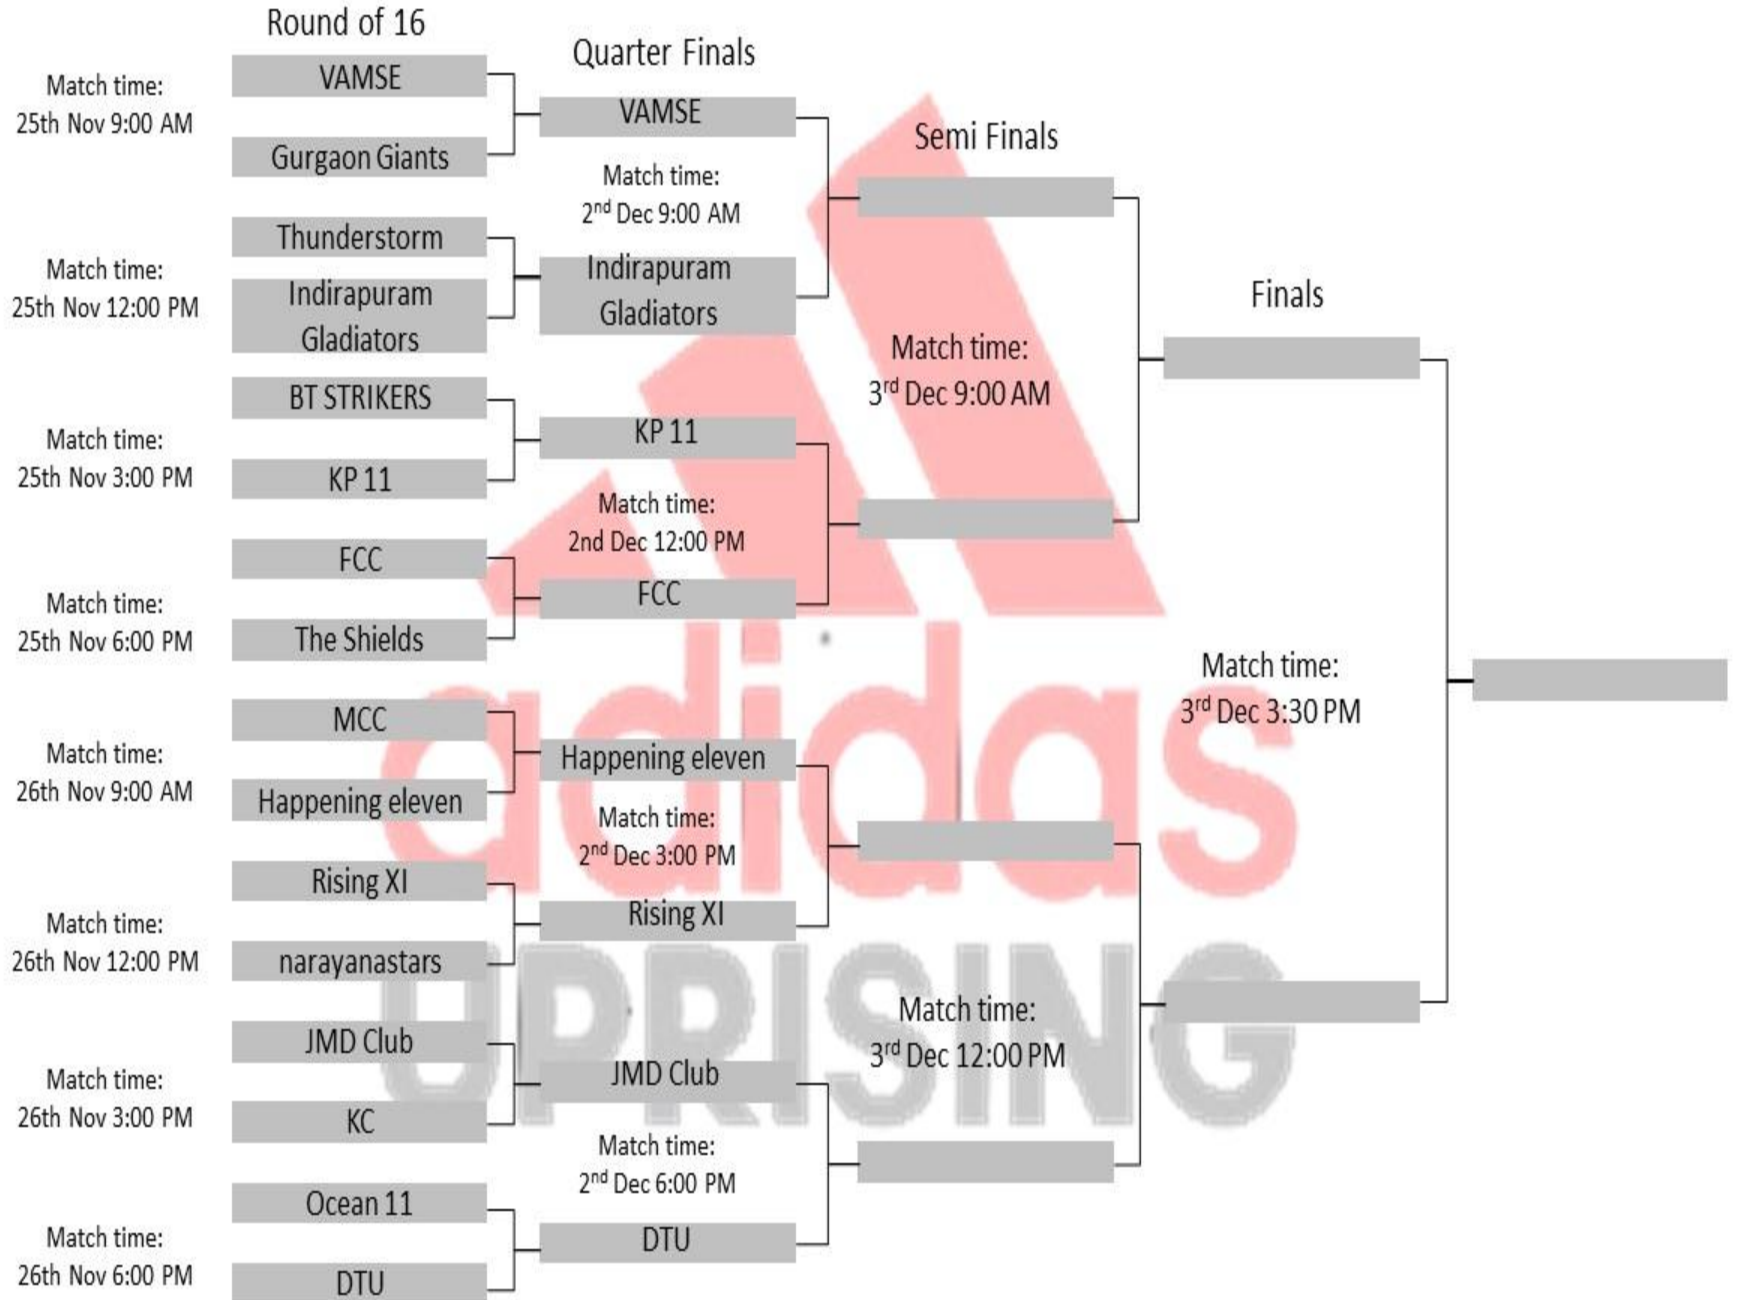 Round of 16
Quarter Finals
Semi Finals
Finals
Match time:
25th Nov 9:00 AM
VAMSE
Gurgaon Giants
Match time:
25th Nov 12:00 PM
Thunderstorm
Indirapuram
Gladiators
Match time:
25th Nov 3:00 PM
BT STRIKERS
KP 11
Match time:
25th Nov 6:00 PM
FCC
The Shields
Match time:
26th Nov 9:00 AM
MCC
Happening eleven
Match time:
26th Nov 12:00 PM
Rising XI
narayanastars
Match time:
26th Nov 3:00 PM
JMD Club
KC
Match time:
26th Nov 6:00 PM
Ocean 11
DTU
VAMSE
Match time:
2nd Dec 9:00 AM
Indirapuram
Gladiators
KP 11
Match time:
2nd Dec 12:00 PM
FCC
Happening eleven
Match time:
2nd Dec 3:00 PM
Rising XI
JMD Club
Match time:
2nd Dec 6:00 PM
DTU
Match time:
3rd Dec 9:00 AM
Match time:
3rd Dec 12:00 PM
Match time:
3rd Dec 3:30 PM
adidas
UPRISING